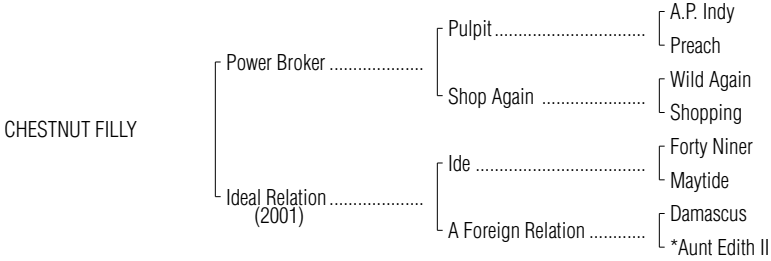 A.P. Indy
Pulpit..............................
Preach
Power Broker ...................
Wild Again
Shop Again .....................
Shopping
CHESTNUT FILLY
Forty Niner
Ide ..................................
Maytide
Ideal Relation...................
(2001)
Damascus
A Foreign Relation ............
*Aunt Edith II